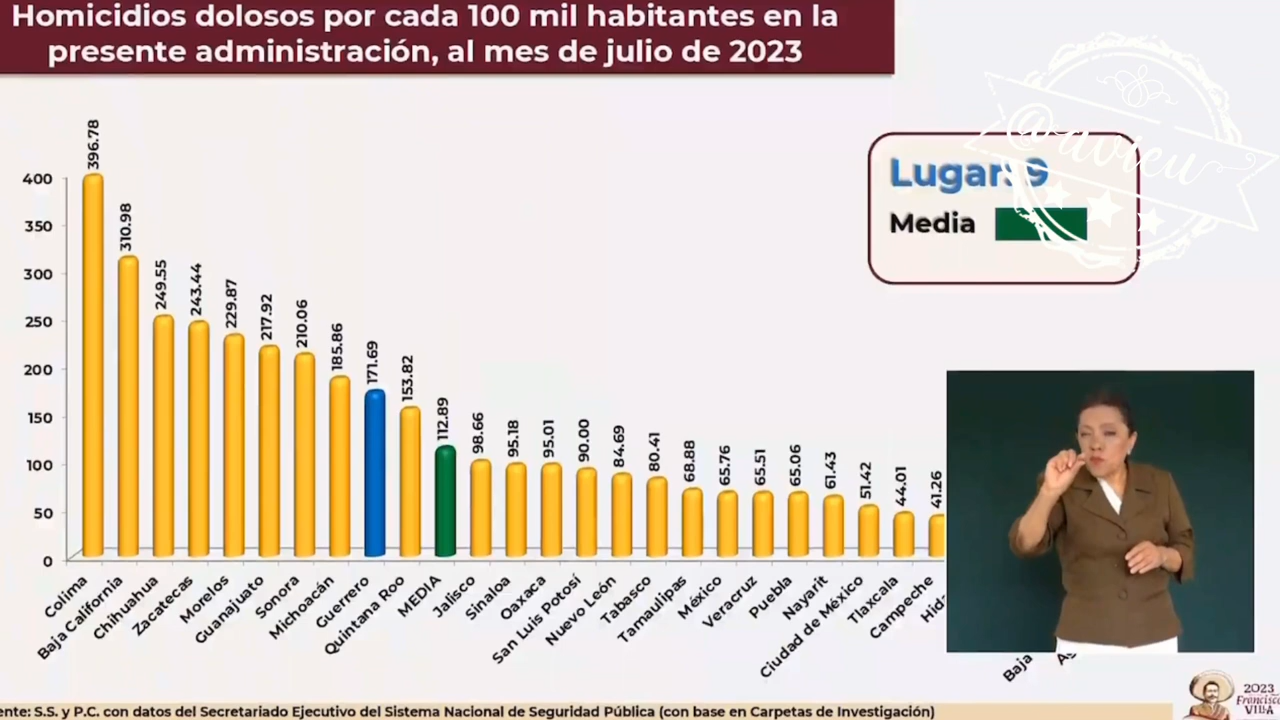 Homicidios dolosos por cada 100 mil habitantes en la
presente administración, al mes de julio de 2023
Lugar: 9
Media
400
350
300
250
200
150
100
50
0
396.78
310.98
249.55
243.44
229.87
217.92
210.06
185.86
171.69
153.82
112.89
98.66
95.18
95.01
90.00
84.69
80.41
68.88
65.76
65.51
65.06
61.43
51.42
44.01
41.26
Colima
Baja California
Chihuahua
Zacatecas
Morelos
Guanajuato
Sonora
Michoacán
Guerrero
Quintana Roo
MEDIA
Jalisco
Sinaloa
Oaxaca
San Luis Potosí
Nuevo León
Tabasco
Tamaulipas
México
Veracruz
Puebla
Nayarit
Ciudad de México
Tlaxcala
Campeche
Baja
ente: S.S. y P.C. con datos del Secretariado Ejecutivo del Sistema Nacional de Seguridad Pública (con base en Carpetas de Investigación)
2023
Francisco
VILLA